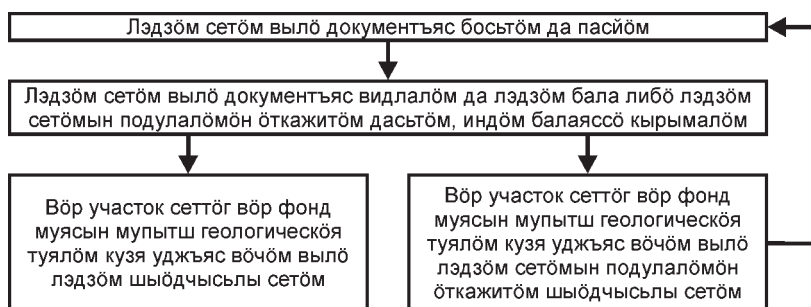 Лэдзӧм сетӧм вылӧ документъяс босьтӧм да пасйӧм
Лэдзӧм сетӧм вылӧ документъяс видлалӧм да лэдзӧм бала либӧ лэдзӧм
сетӧмын подулалӧмӧн ӧткажитӧм дасьтӧм, индӧм балаяссӧ кырымалӧм
Вӧр участок сеттӧг вӧр фонд
муясын мупытш геологическӧя
туялӧм кузя уджъяс вӧчӧм вылӧ
лэдзӧм шыӧдчысьлы сетӧм
Вӧр участок сеттӧг вӧр фонд
муясын мупытш геологическӧя
туялӧм кузя уджъяс вӧчӧм вылӧ
лэдзӧм сетӧмын подулалӧмӧн
ӧткажитӧм шыӧдчысьлы сетӧм